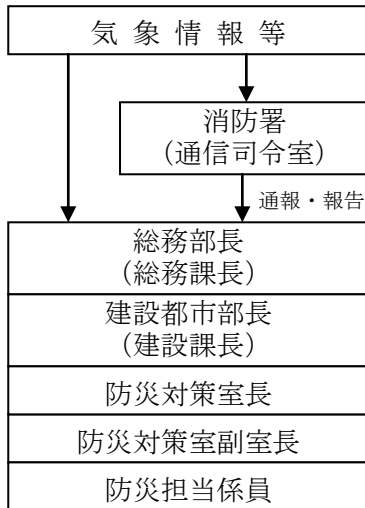 気 象 情 報 等
消防署
（通信司令室）
通報・報告
総務部長
（総務課長）
建設都市部長
（建設課長）
防災対策室長
防災対策室副室長
防災担当係員